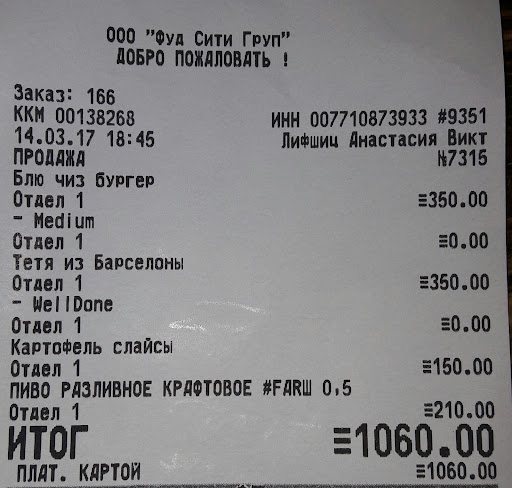 ООО "Фуд Сити Груп"
ДОБРО ПОЖАЛОВАТЬ !
Заказ: 166
ККМ 00138268 ИНН 007710873933 #9351
14.03.17 18:45 Лифшиц Анастасия Викт
ПРОДАЖА №7315
Блю чиз бургер
Отдел 1 ≡350.00
- Medium
Отдел 1 ≡0.00
Тетя из Барселоны
Отдел 1 ≡350.00
- WellDone
Отдел 1 ≡0.00
Картофель слайсы
Отдел 1 ≡150.00
ПИВО РАЗЛИВНОЕ КРАФТОВОЕ #FARШ 0,5
Отдел 1 ≡210.00
ИТОГ ≡1060.00
ПЛАТ. КАРТОЙ ≡1060.00